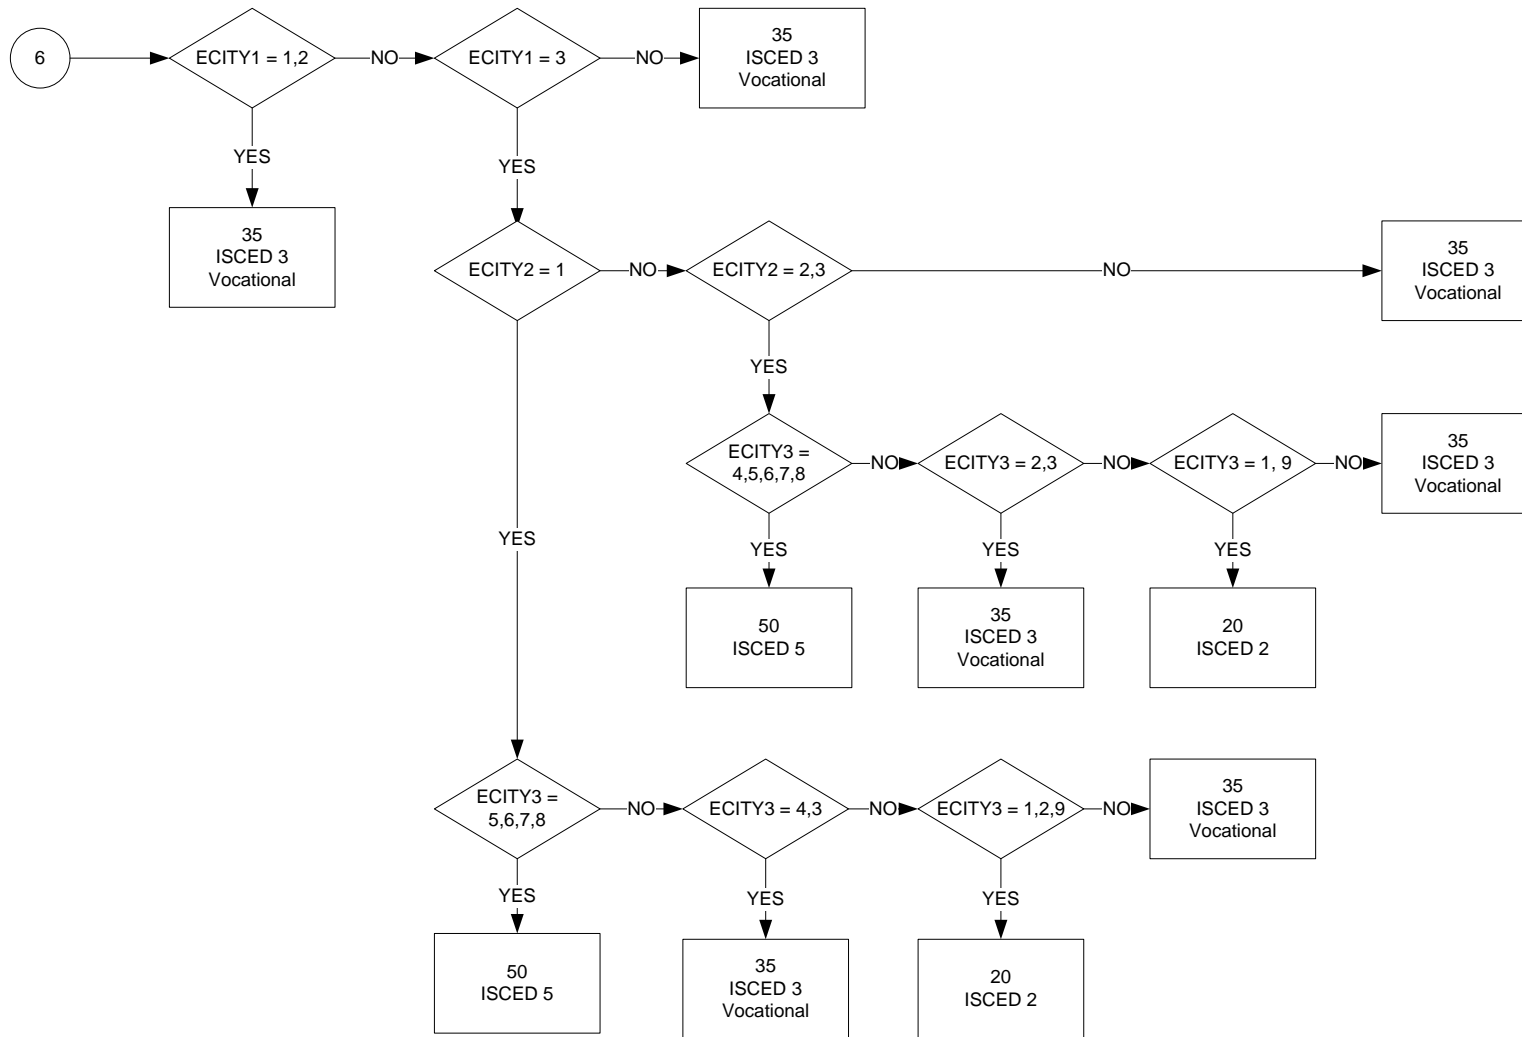 6
ECITY1 = 1,2
NO
ECITY1 = 3
NO
35
ISCED 3
Vocational
YES
YES
35
ISCED 3
Vocational
ECITY2 = 1
NO
ECITY2 = 2,3
NO
35
ISCED 3
Vocational
YES
ECITY3 =
4,5,6,7,8
NO
ECITY3 = 2,3
NO
ECITY3 = 1, 9
NO
35
ISCED 3
Vocational
YES
YES
YES
YES
50
ISCED 5
35
ISCED 3
Vocational
20
ISCED 2
ECITY3 =
5,6,7,8
NO
ECITY3 = 4,3
NO
ECITY3 = 1,2,9
NO
35
ISCED 3
Vocational
YES
YES
YES
50
ISCED 5
35
ISCED 3
Vocational
20
ISCED 2